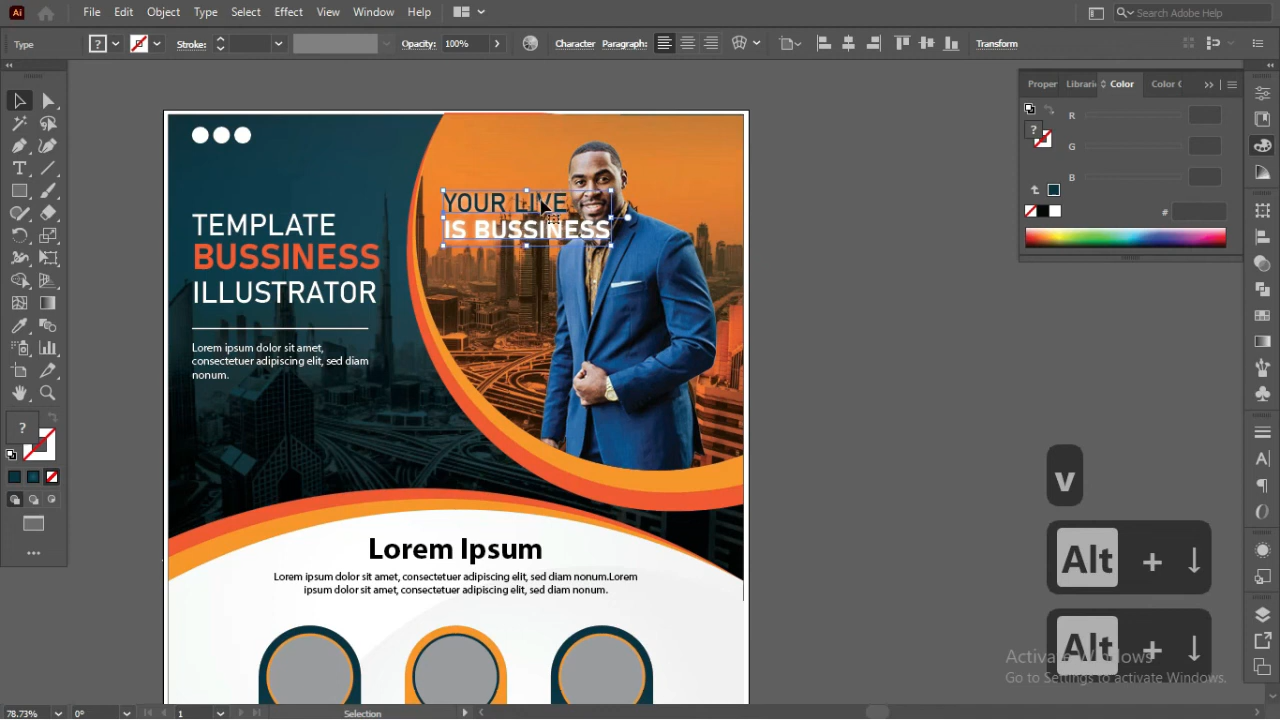 Ai File Edit Object Type Select Effect View Window Help Search Adobe Help
Type ? Stroke: Opacity: 100% Character Paragraph: Transform
Proper Librari Color Color
? R
G
B
#
TEMPLATE
BUSSINESS
ILLUSTRATOR
Lorem ipsum dolor sit amet,
consectetuer adipiscing elit, sed diam
nonum.
YOUR LIVE
IS BUSSINESS
?
Lorem Ipsum
Lorem ipsum dolor sit amet, consectetuer adipiscing elit, sed diam nonum.Lorem
ipsum dolor sit amet, consectetuer adipiscing elit, sed diam nonum.
v
Alt + ↓
Alt + ↓
Activate Windows
Go to Settings to activate Windows.
78.73% 0° 1 Selection